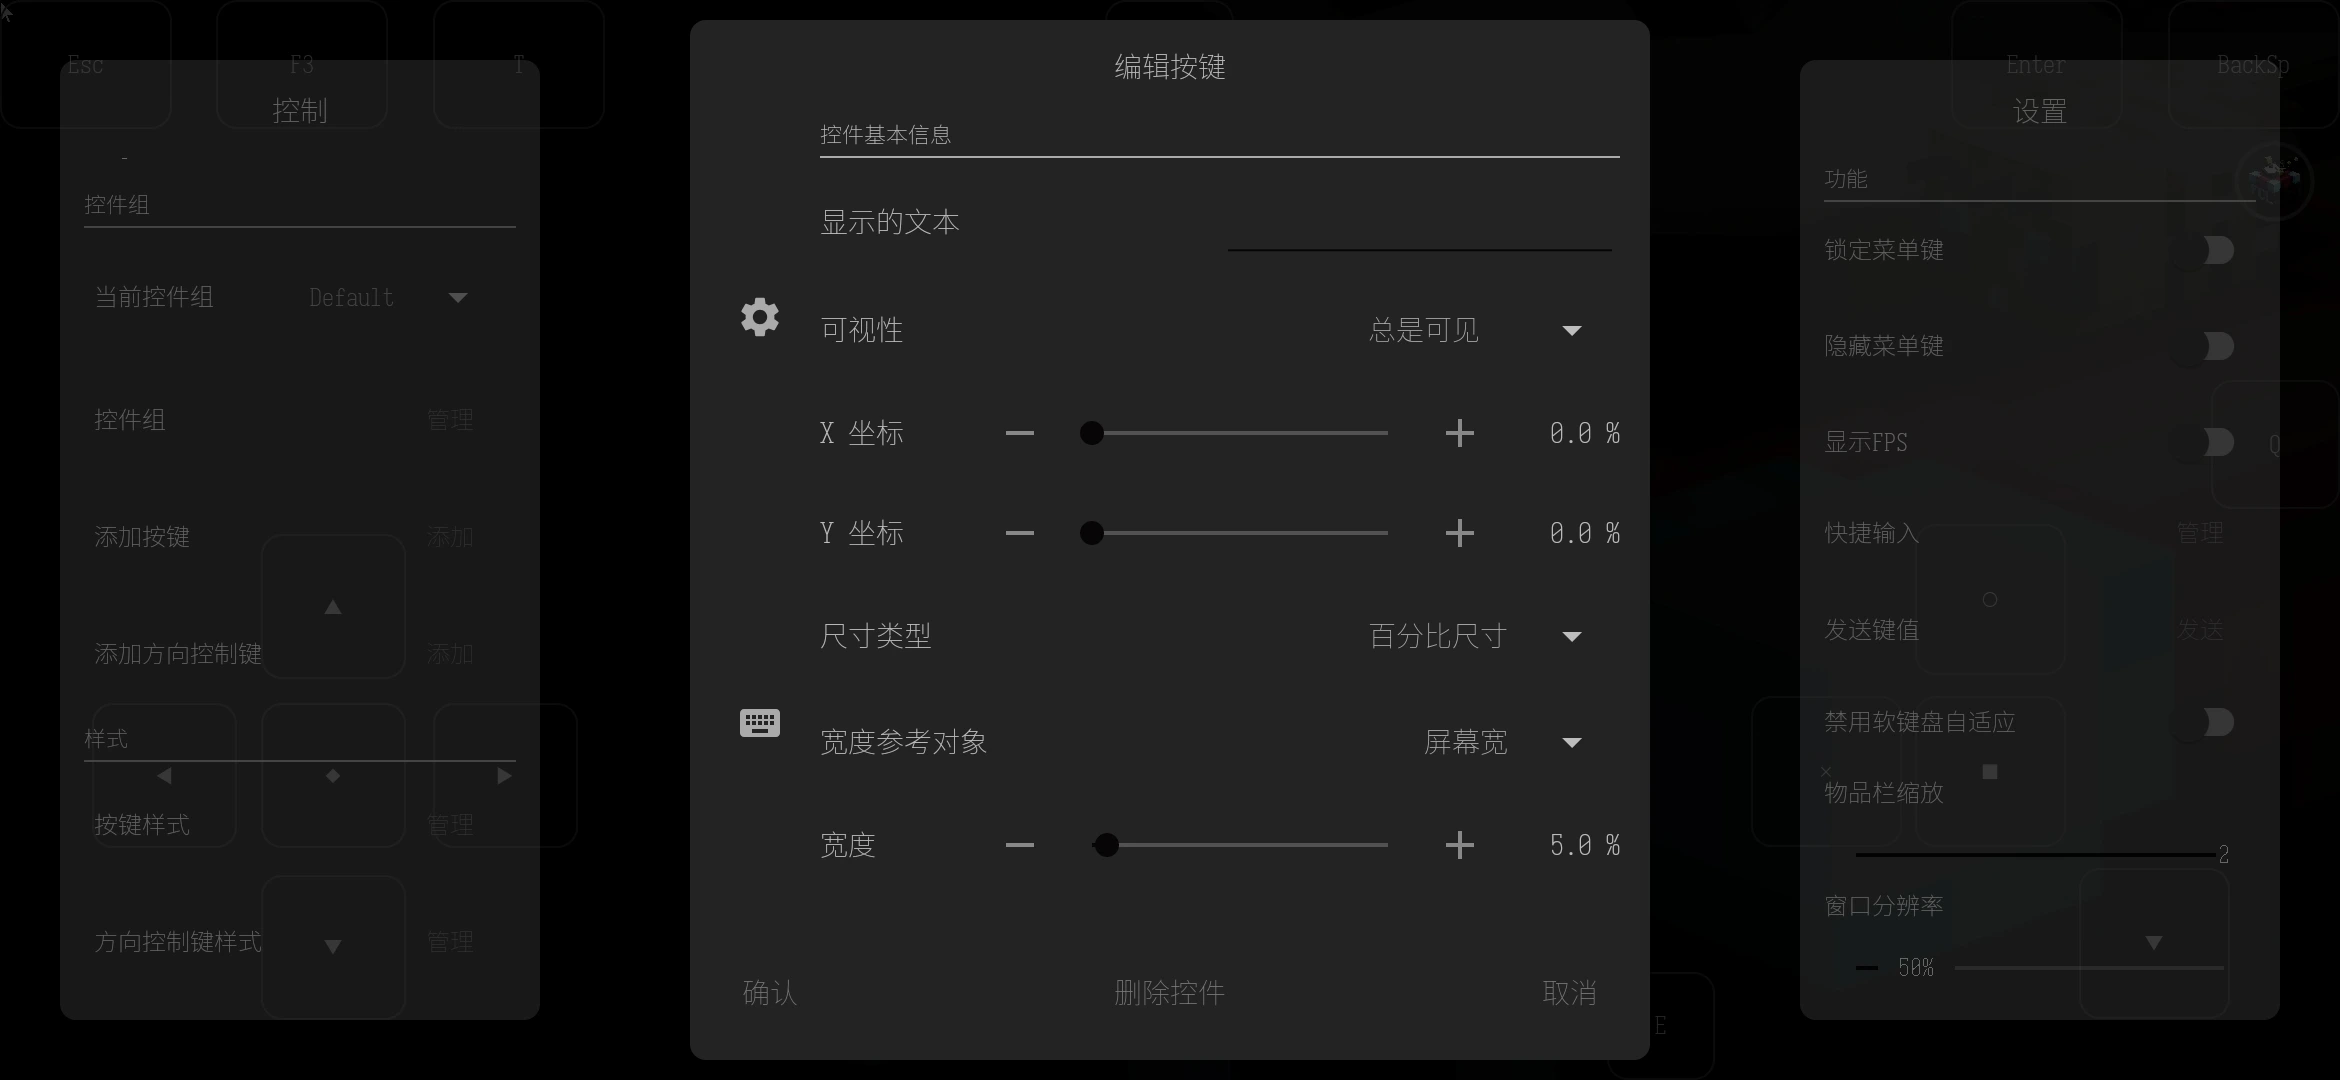 Esc
F3
T
控制
控件组
当前控件组 Default
控件组 管理
添加按键 添加
添加方向控制键 添加
样式
按键样式 管理
方向控制键样式 管理
编辑按键
控件基本信息
显示的文本
可视性 总是可见
X 坐标 0.0 %
Y 坐标 0.0 %
尺寸类型 百分比尺寸
宽度参考对象 屏幕宽
宽度 5.0 %
确认 删除控件 取消
E
Enter
BackSp
设置
功能
锁定菜单键
隐藏菜单键
显示FPS
Q
快捷输入 管理
发送键值 发送
禁用软键盘自适应
物品栏缩放
2
窗口分辨率
50%